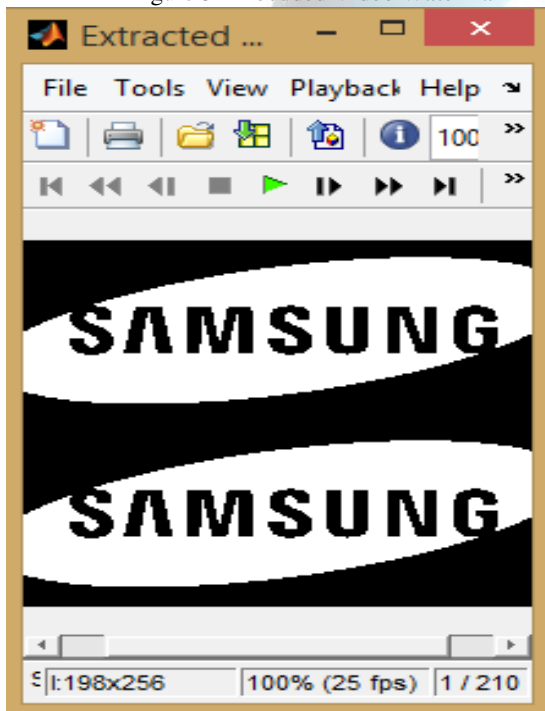 Extracted ...
File Tools View Playback Help
100
SAMSUNG
SAMSUNG
I:198x256 100% (25 fps) 1 / 210